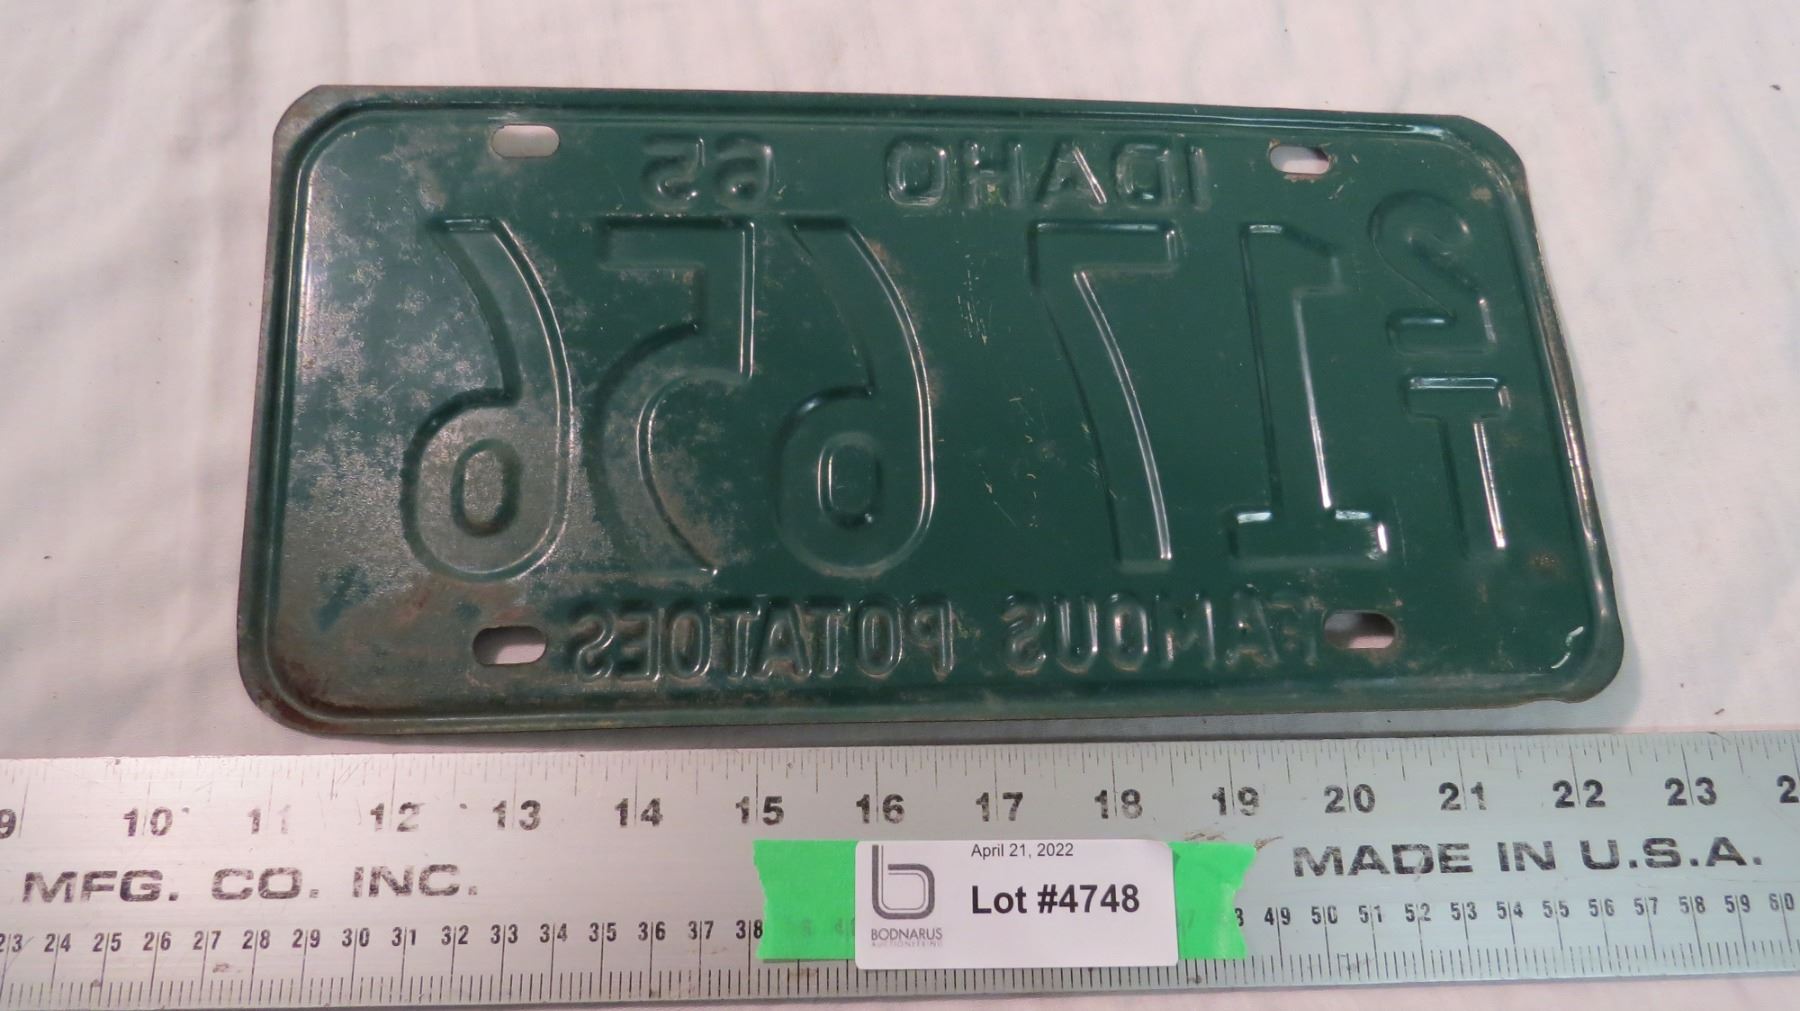 IDAHO 65
2T 17 656
FAMOUS POTATOES
9 10 11 12 13 14 15 16 17 18 19 20 21 22 23
MFG. CO. INC. MADE IN U.S.A.
23 24 25 26 27 28 29 30 31 32 33 34 35 36 37 38 49 50 51 52 53 54 55 56 57 58 59 60
April 21, 2022
Lot #4748
BODNARUS
AUCTIONEERING